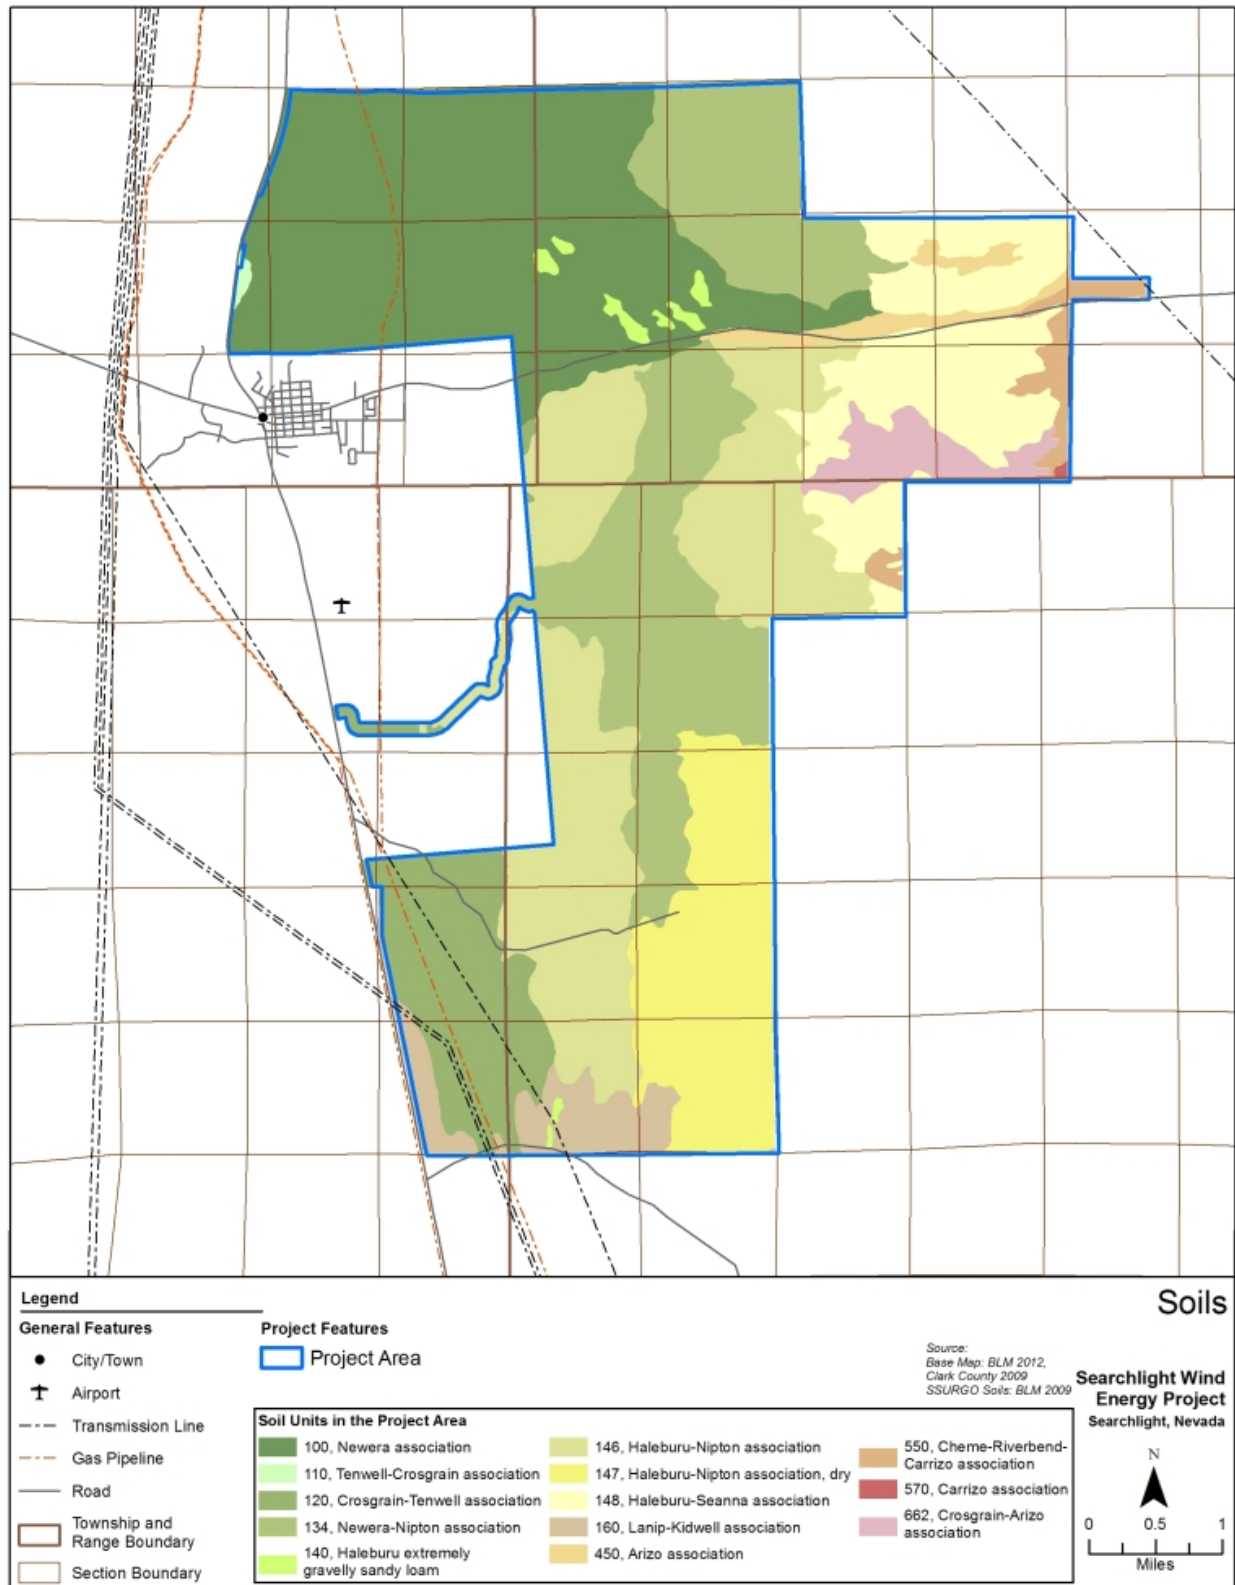 Legend
General Features
City/Town
Airport
Transmission Line
Gas Pipeline
Road
Township and
Range Boundary
Section Boundary
Project Features
Project Area
Soil Units in the Project Area
100, Newera association
110, Tenwell-Crosgrain association
120, Crosgrain-Tenwell association
134, Newera-Nipton association
140, Haleburu extremely
gravelly sandy loam
146, Haleburu-Nipton association
147, Haleburu-Nipton association, dry
148, Haleburu-Seanna association
160, Lanip-Kidwell association
450, Arizo association
550, Cheme-Riverbend-
Carrizo association
570, Carrizo association
662, Crosgrain-Arizo
association
Soils
Source:
Base Map: BLM 2012,
Clark County 2009
SSURGO Soils: BLM 2009
Searchlight Wind
Energy Project
Searchlight, Nevada
N
0 0.5 1
Miles